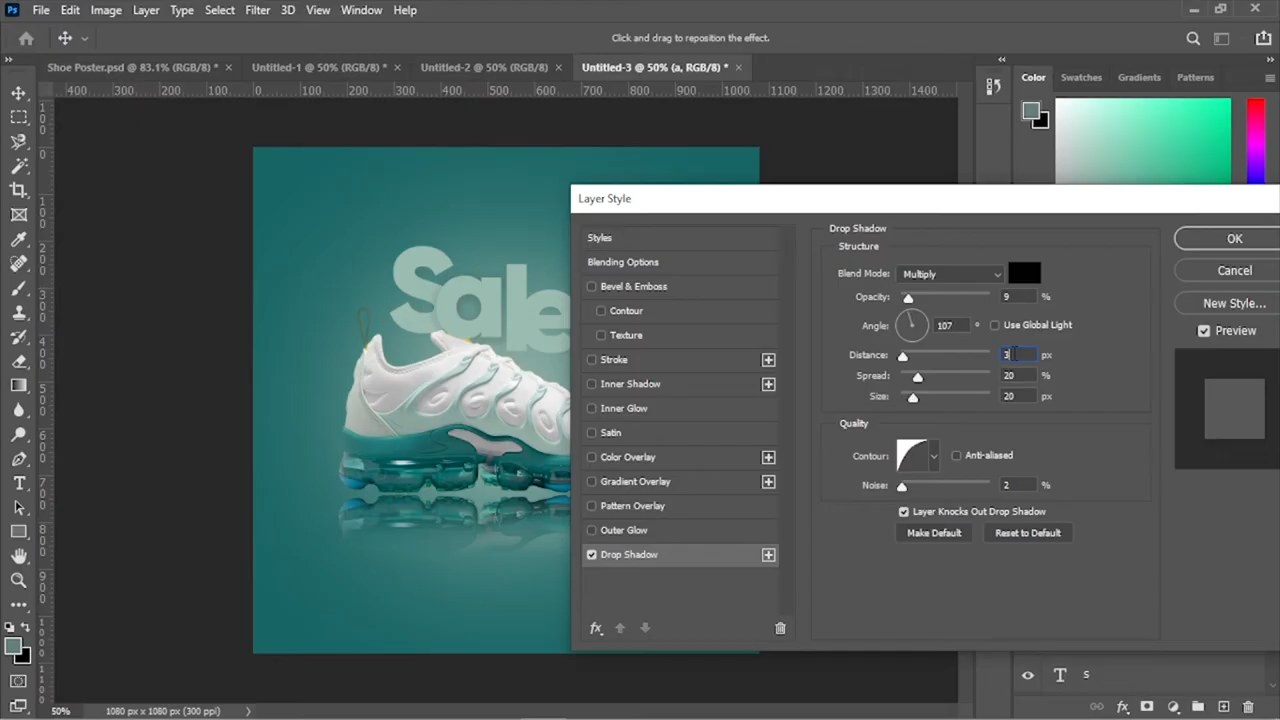 Ps File Edit Image Layer Type Select Filter 3D View Window Help
Click and drag to reposition the effect.
Shoe Poster.psd @ 83.1% (RGB/8) * × Untitled-1 @ 50% (RGB/8) * × Untitled-2 @ 50% (RGB/8) × Untitled-3 @ 50% (a, RGB/8) * ×
Color Swatches Gradients Patterns
400 300 200 100 0 100 200 300 400 500 600 700 800 900 1000 1100 1200 1300 1400
Sale
Layer Style
Styles
Blending Options
Bevel & Emboss
Contour
Texture
Stroke
Inner Shadow
Inner Glow
Satin
Color Overlay
Gradient Overlay
Pattern Overlay
Outer Glow
Drop Shadow
fx
Drop Shadow
Structure
Blend Mode: Multiply
Opacity: 9 %
Angle: 107 ° Use Global Light
Distance: 3 px
Spread: 20 %
Size: 20 px
Quality
Contour: Anti-aliased
Noise: 2 %
Layer Knocks Out Drop Shadow
Make Default Reset to Default
OK
Cancel
New Style...
Preview
T S
fx
50% 1080 px x 1080 px (300 ppi)